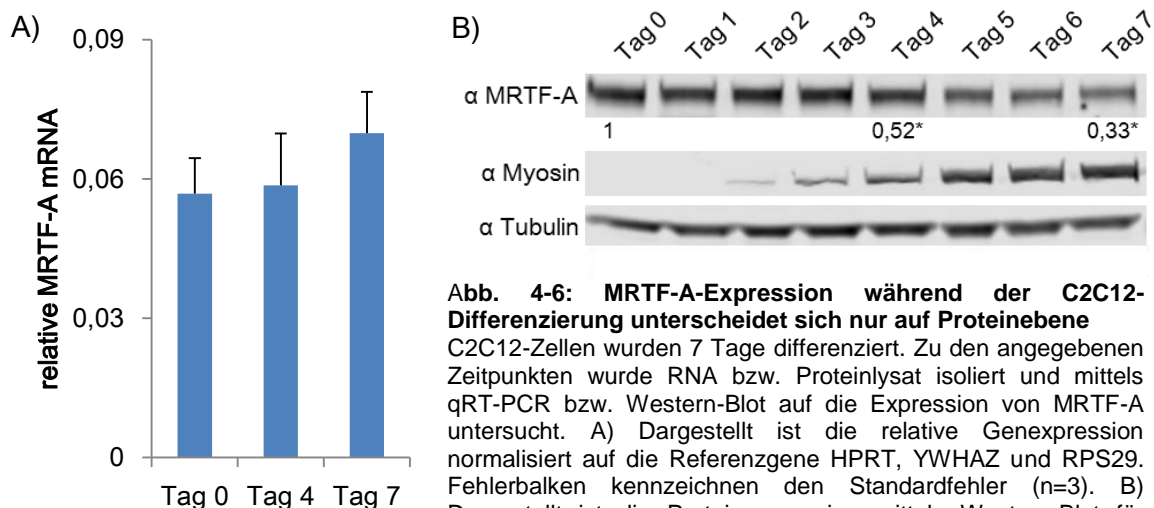 A)
0,09
0,06
0,03
0
relative MRTF-A mRNA
Tag 0 Tag 4 Tag 7
B)
Tag 0 Tag 1 Tag 2 Tag 3 Tag 4 Tag 5 Tag 6 Tag 7
α MRTF-A
1 0,52* 0,33*
α Myosin
α Tubulin
Abb. 4-6: MRTF-A-Expression während der C2C12-
Differenzierung unterscheidet sich nur auf Proteinebene
C2C12-Zellen wurden 7 Tage differenziert. Zu den angegebenen
Zeitpunkten wurde RNA bzw. Proteinlysat isoliert und mittels
qRT-PCR bzw. Western-Blot auf die Expression von MRTF-A
untersucht. A) Dargestellt ist die relative Genexpression
normalisiert auf die Referenzgene HPRT, YWHAZ und RPS29.
Fehlerbalken kennzeichnen den Standardfehler (n=3). B)